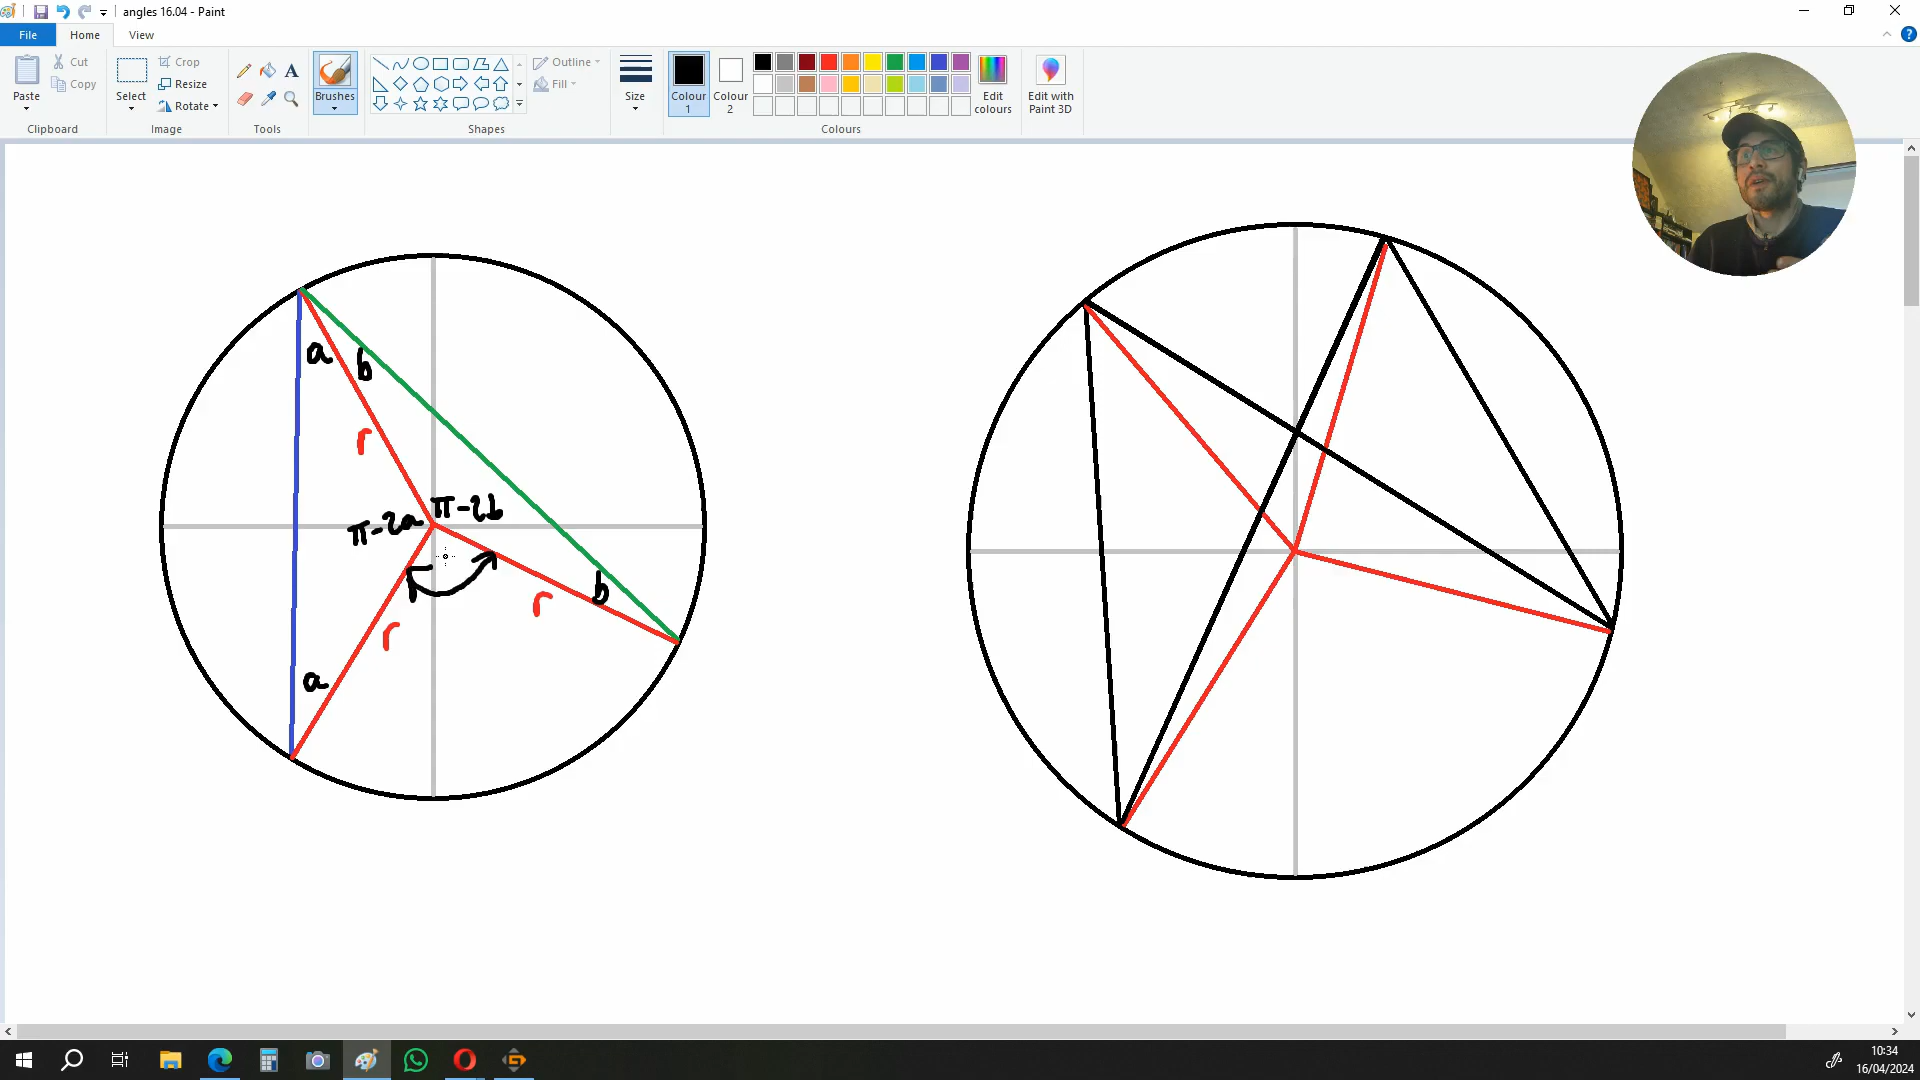 angles 16.04 - Paint
File Home View
Paste Cut Copy Clipboard
Select Crop Resize Rotate Image
Tools
Brushes
Shapes Outline Fill
Size
Colour 1
Colour 2
Edit colours
Colours
Edit with Paint 3D
a b
r
π-2a π-2b
b
r
r
a
10:34
16/04/2024